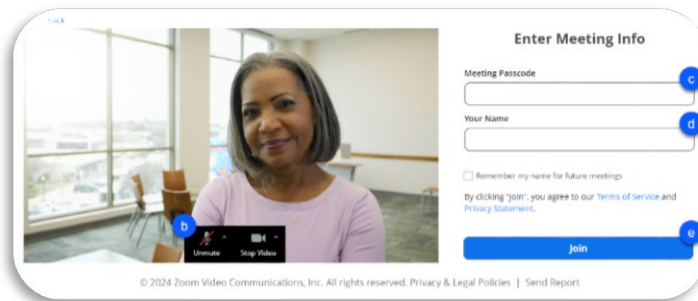 Enter Meeting Info
Meeting Passcode
c
Your Name
d
Remember my name for future meetings
By clicking "Join", you agree to our Terms of Service and
Privacy Statement.
b
Unmute Stop Video
e
Join
© 2024 Zoom Video Communications, Inc. All rights reserved. Privacy & Legal Policies | Send Report